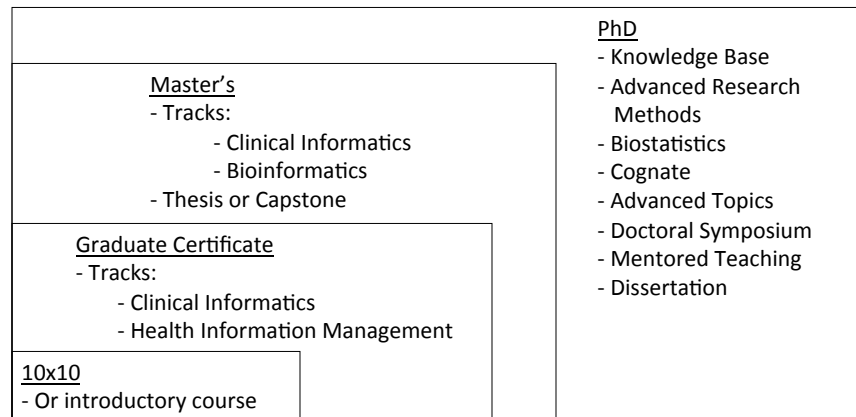 PhD
- Knowledge Base
- Advanced Research
Methods
- Biostatistics
- Cognate
- Advanced Topics
- Doctoral Symposium
- Mentored Teaching
- Dissertation
Master’s
- Tracks:
- Clinical Informatics
- Bioinformatics
- Thesis or Capstone
Graduate Certificate
- Tracks:
- Clinical Informatics
- Health Information Management
10x10
- Or introductory course